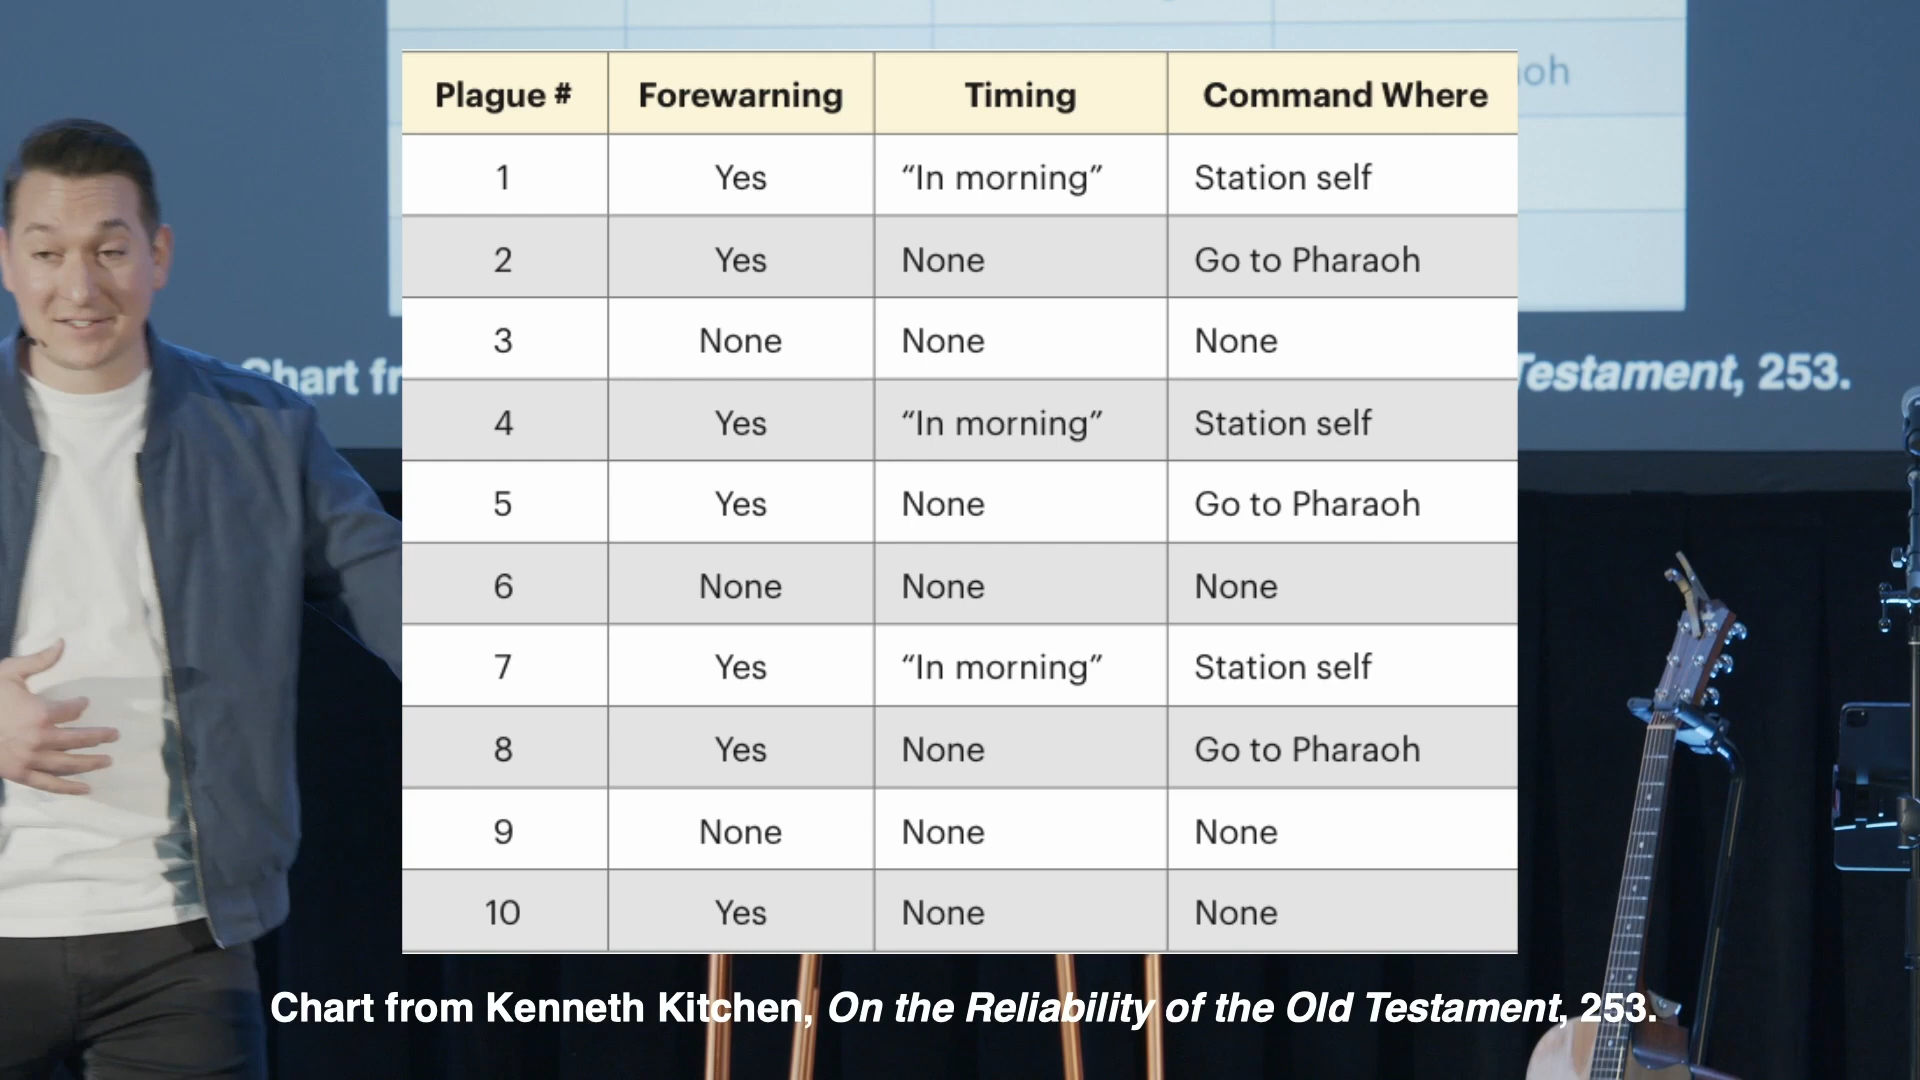 Plague # Forewarning Timing Command Where
1 Yes “In morning” Station self
2 Yes None Go to Pharaoh
3 None None None
4 Yes “In morning” Station self
5 Yes None Go to Pharaoh
6 None None None
7 Yes “In morning” Station self
8 Yes None Go to Pharaoh
9 None None None
10 Yes None None
Chart Testament, 253.
Chart from Kenneth Kitchen, On the Reliability of the Old Testament, 253.